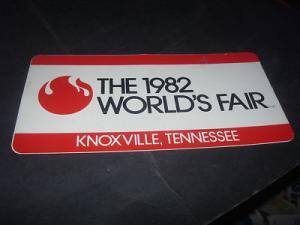 THE 1982
WORLD'S FAIR
KNOXVILLE, TENNESSEE